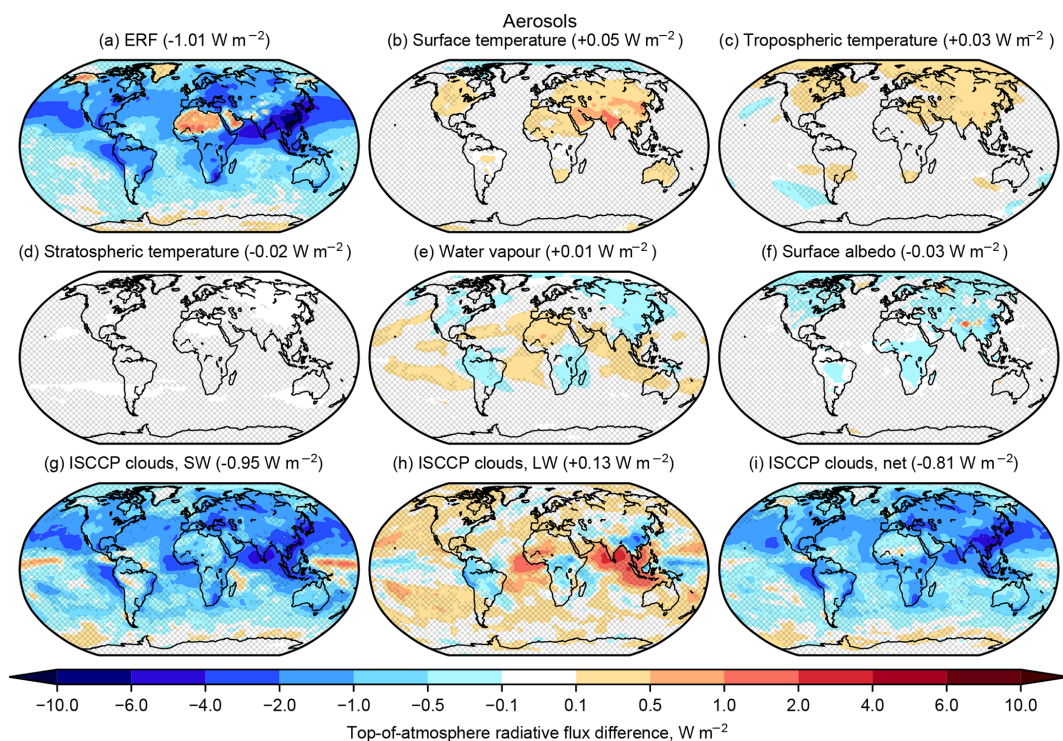 Aerosols
(a) ERF (-1.01 W m−2)
(b) Surface temperature (+0.05 W m−2)
(c) Tropospheric temperature (+0.03 W m−2)
(d) Stratospheric temperature (-0.02 W m−2)
(e) Water vapour (+0.01 W m−2)
(f) Surface albedo (-0.03 W m−2)
(g) ISCCP clouds, SW (-0.95 W m−2)
(h) ISCCP clouds, LW (+0.13 W m−2)
(i) ISCCP clouds, net (-0.81 W m−2)
−10.0 −6.0 −4.0 −2.0 −1.0 −0.5 −0.1 0.1 0.5 1.0 2.0 4.0 6.0 10.0
Top-of-atmosphere radiative flux difference, W m−2